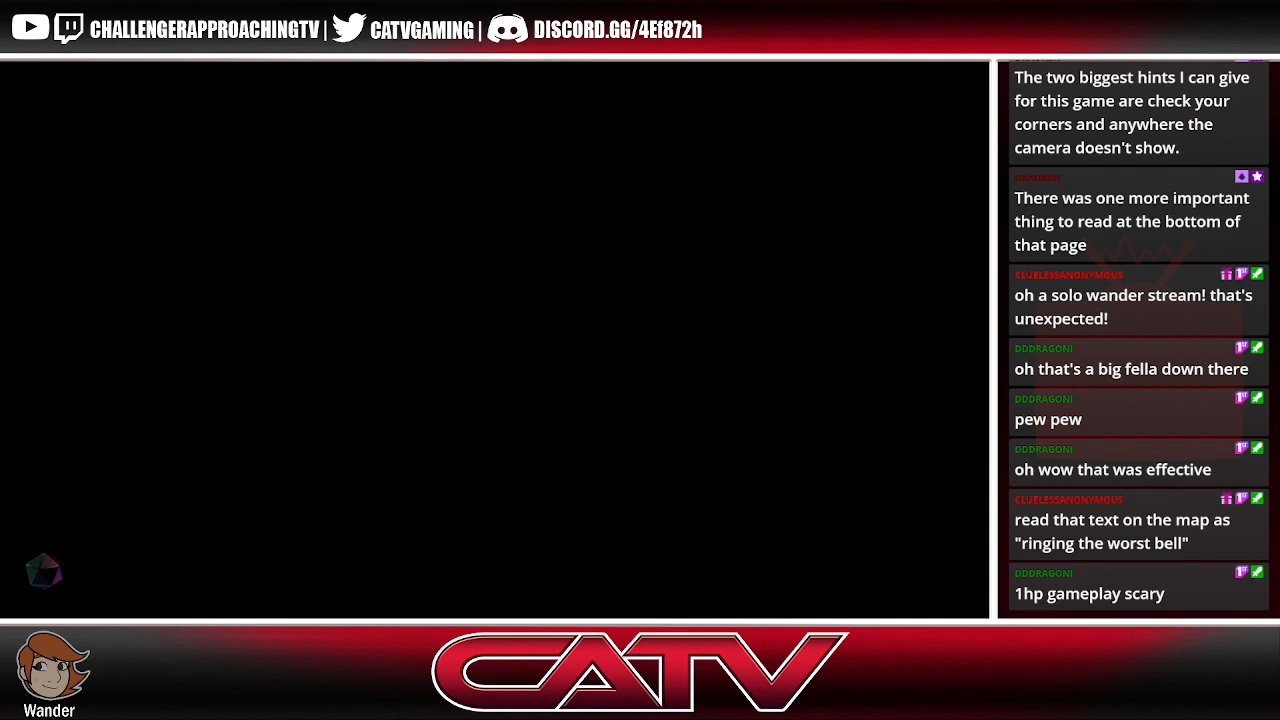 CHALLENGERAPPROACHINGTV | CATVGAMING | DISCORD.GG/4Ef872h
The two biggest hints I can give
for this game are check your
corners and anywhere the
camera doesn't show.
There was one more important
thing to read at the bottom of
that page
CLUELESSANONYMOUS
oh a solo wander stream! that's
unexpected!
DDDRAGONI
oh that's a big fella down there
DDDRAGONI
pew pew
DDDRAGONI
oh wow that was effective
CLUELESSANONYMOUS
read that text on the map as
"ringing the worst bell"
DDDRAGONI
1hp gameplay scary
CATV
Wander